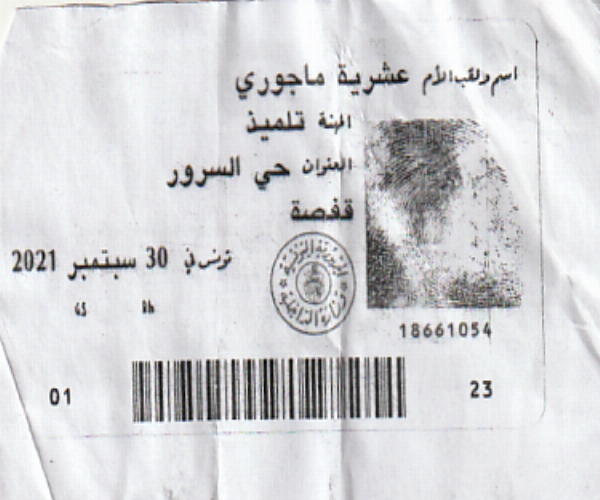 اسم ولقب الأم عشرية ماجوري
المهنة تلميذ
العنوان حي السرور
قفصة
تونس في 30 سبتمبر 2021
الجمهورية التونسية
وزارة الداخلية
18661054
01
23